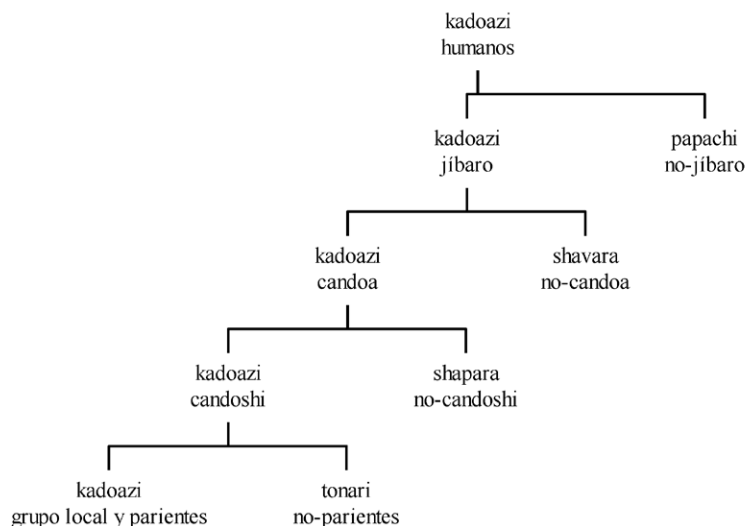 kadoazi
humanos
kadoazi
jíbaro
papachi
no-jíbaro
kadoazi
candoa
shavara
no-candoa
kadoazi
candoshi
shapara
no-candoshi
kadoazi
grupo local y parientes
tonari
no-parientes